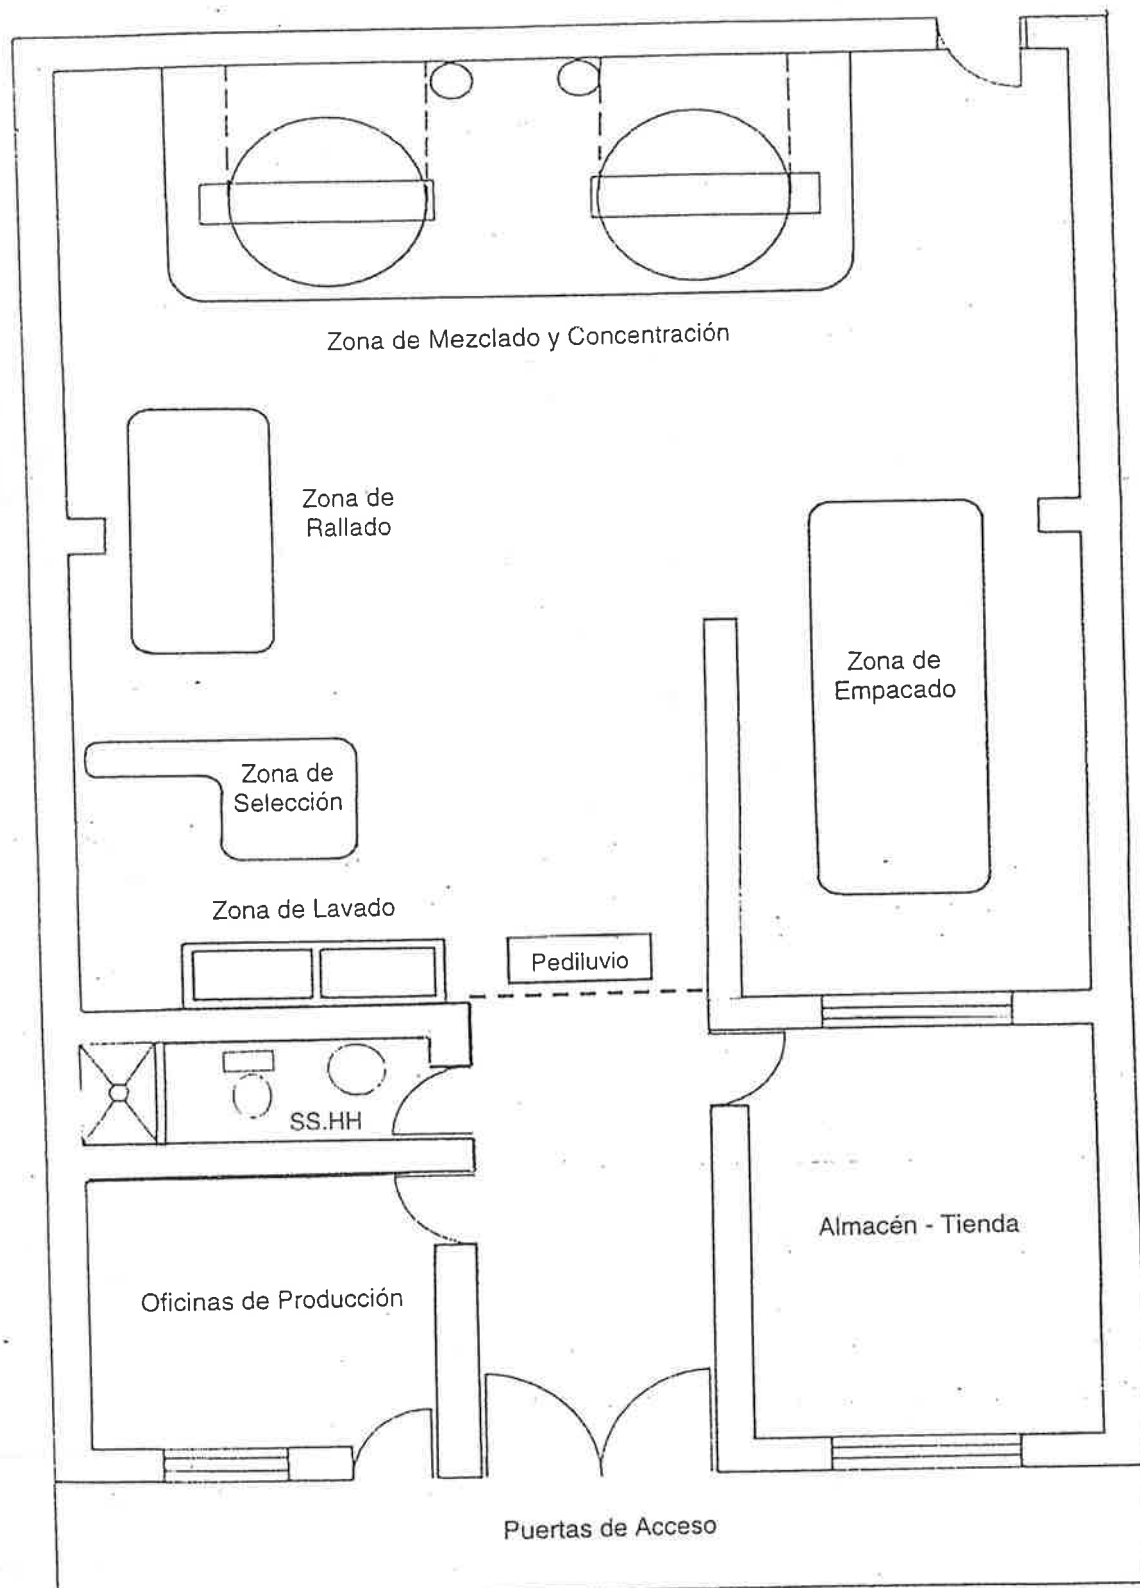 Zona de Mezclado y Concentración
Zona de
Rallado
Zona de
Empacado
Zona de
Selección
Zona de Lavado
Pediluvio
SS.HH
Almacén - Tienda
Oficinas de Producción
Puertas de Acceso